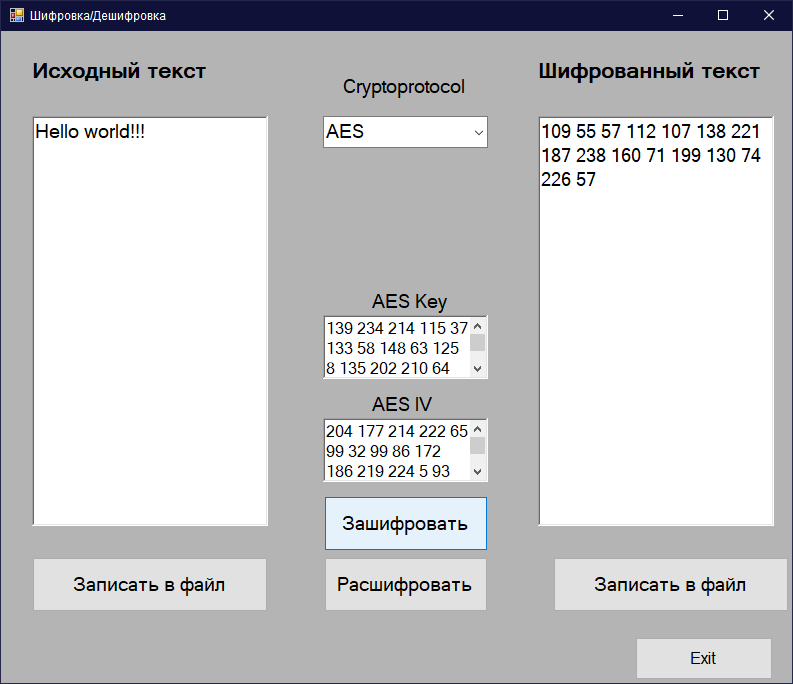 Шифровка/Дешифровка
Исходный текст
Cryptoprotocol
Шифрованный текст
Hello world!!!
AES
109 55 57 112 107 138 221
187 238 160 71 199 130 74
226 57
AES Key
139 234 214 115 37
133 58 148 63 125
8 135 202 210 64
AES IV
204 177 214 222 65
99 32 99 86 172
186 219 224 5 93
Зашифровать
Записать в файл
Расшифровать
Записать в файл
Exit